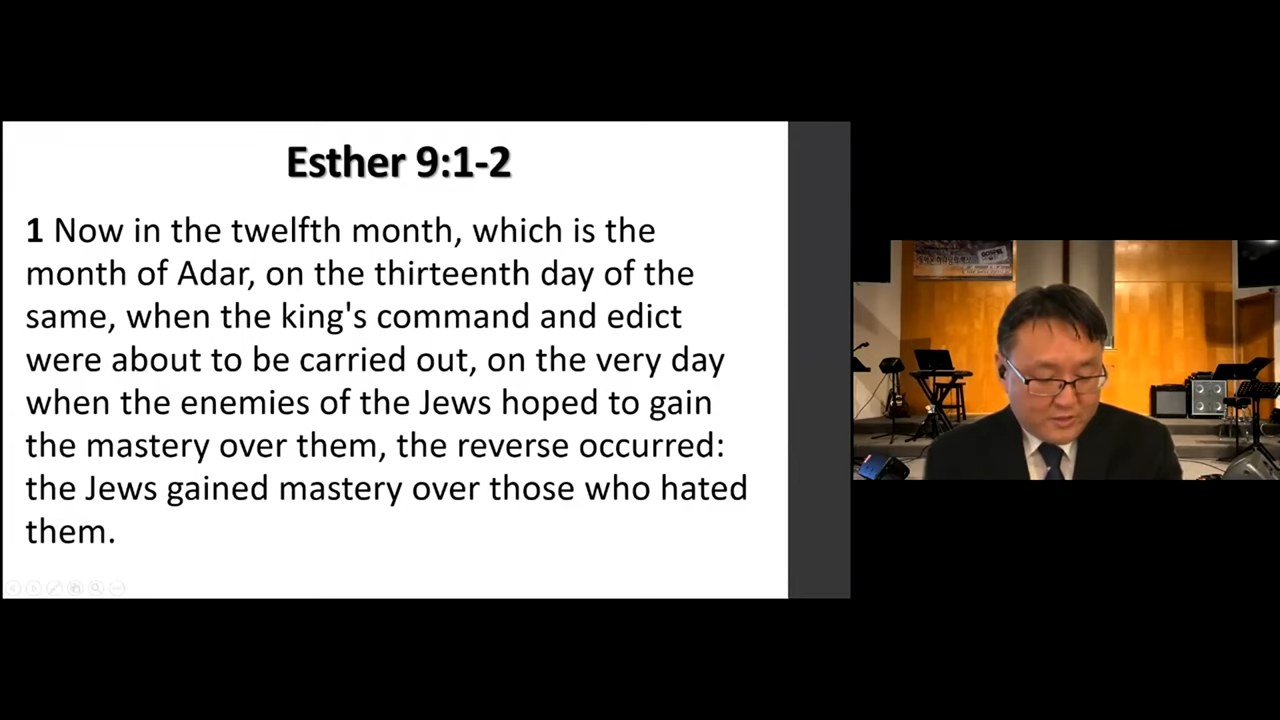 Esther 9:1-2
1 Now in the twelfth month, which is the
month of Adar, on the thirteenth day of the
same, when the king's command and edict
were about to be carried out, on the very day
when the enemies of the Jews hoped to gain
the mastery over them, the reverse occurred:
the Jews gained mastery over those who hated
them.
GOSPEL